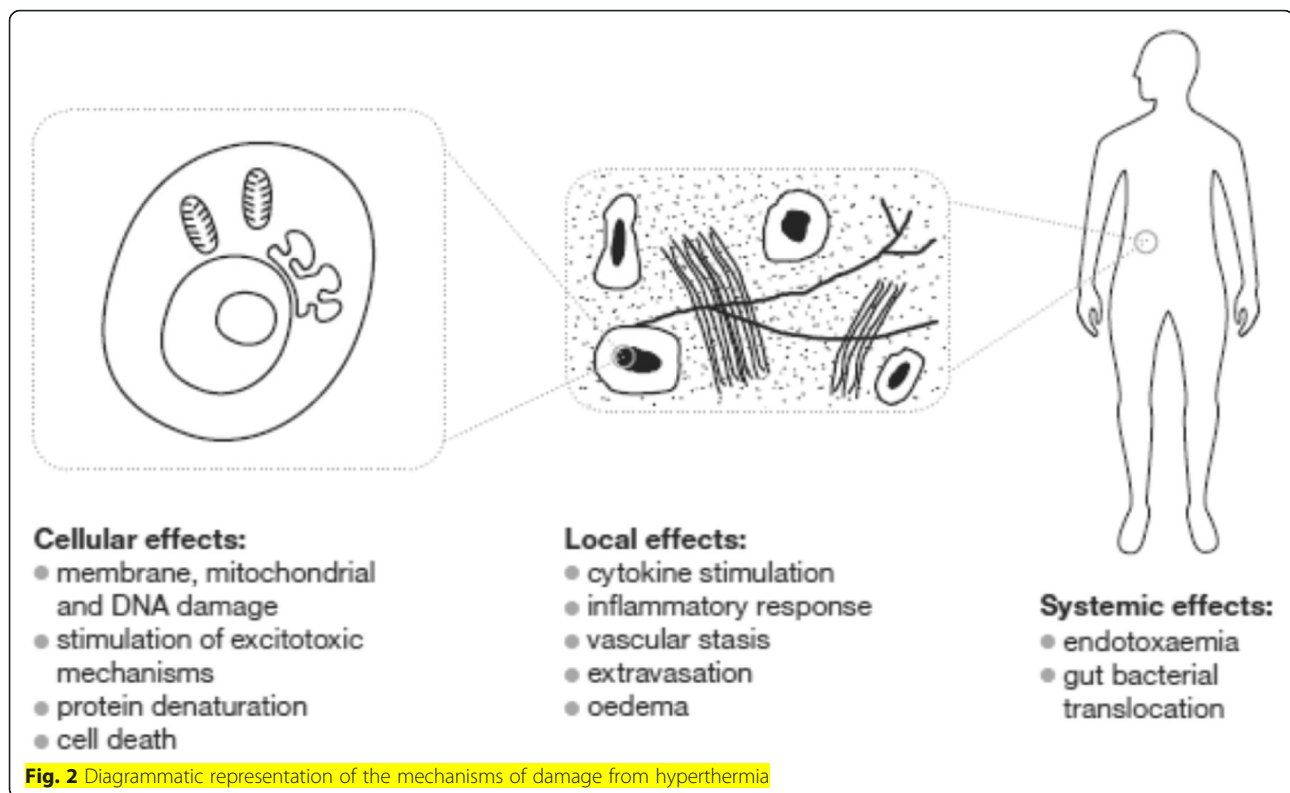 Cellular effects:
● membrane, mitochondrial
and DNA damage
● stimulation of excitotoxic
mechanisms
● protein denaturation
● cell death
Local effects:
● cytokine stimulation
● inflammatory response
● vascular stasis
● extravasation
● oedema
Systemic effects:
● endotoxaemia
● gut bacterial
translocation
Fig. 2 Diagrammatic representation of the mechanisms of damage from hyperthermia